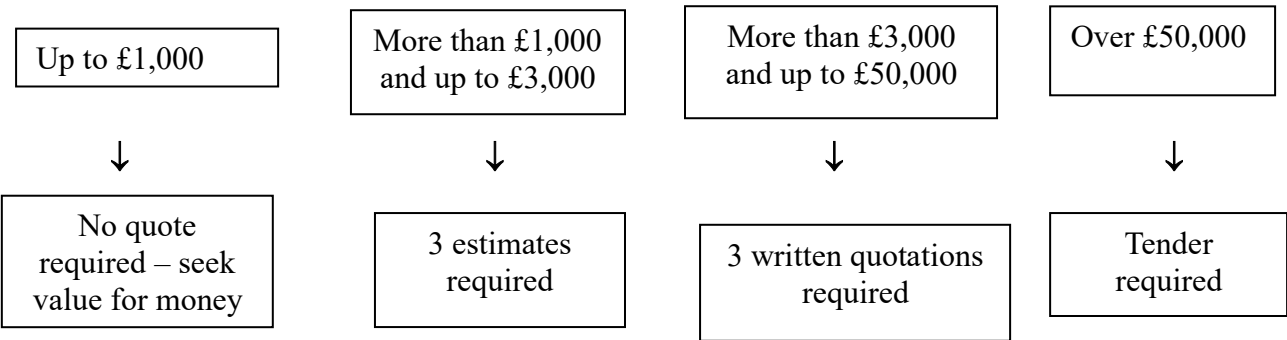 Up to £1,000
More than £1,000
and up to £3,000
More than £3,000
and up to £50,000
Over £50,000
↓ ↓ ↓ ↓
No quote
required – seek
value for money
3 estimates
required
3 written quotations
required
Tender
required